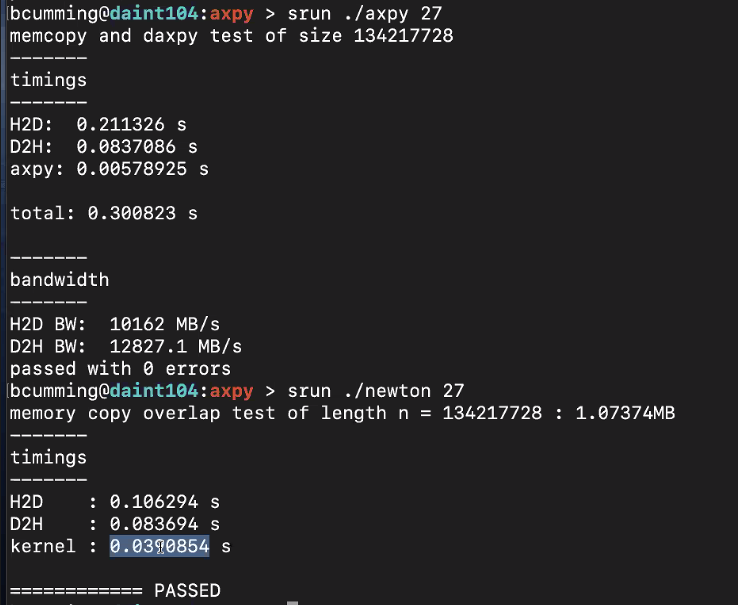 bcumming@daint104:axpy > srun ./axpy 27
memcopy and daxpy test of size 134217728
-------
timings
-------
H2D:  0.211326 s
D2H:  0.0837086 s
axpy: 0.00578925 s
total: 0.300823 s
-------
bandwidth
-------
H2D BW:  10162 MB/s
D2H BW:  12827.1 MB/s
passed with 0 errors
bcumming@daint104:axpy > srun ./newton 27
memory copy overlap test of length n = 134217728 : 1.07374MB
-------
timings
-------
H2D    : 0.106294 s
D2H    : 0.083694 s
kernel : 0.0390854 s
============ PASSED